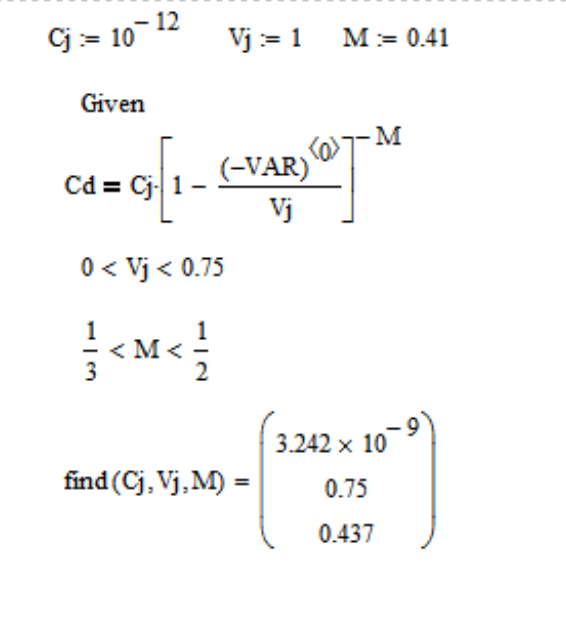 Cj := 10^-12   Vj := 1   M := 0.41
Given
Cd = Cj·[1 − (−VAR)^⟨0⟩ / Vj]^−M
0 < Vj < 0.75
1/3 < M < 1/2
find(Cj, Vj, M) = (3.242 × 10^-9
0.75
0.437)